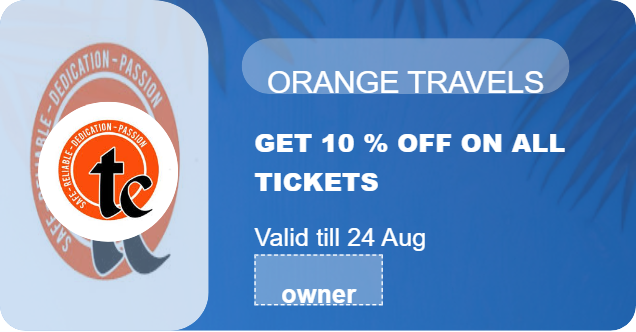 SAFE - RELIABLE - DEDICATION - PASSION
tc
SAFE - RELIABLE - DEDICATION - PASSION
tc
ORANGE TRAVELS
GET 10 % OFF ON ALL
TICKETS
Valid till 24 Aug
owner